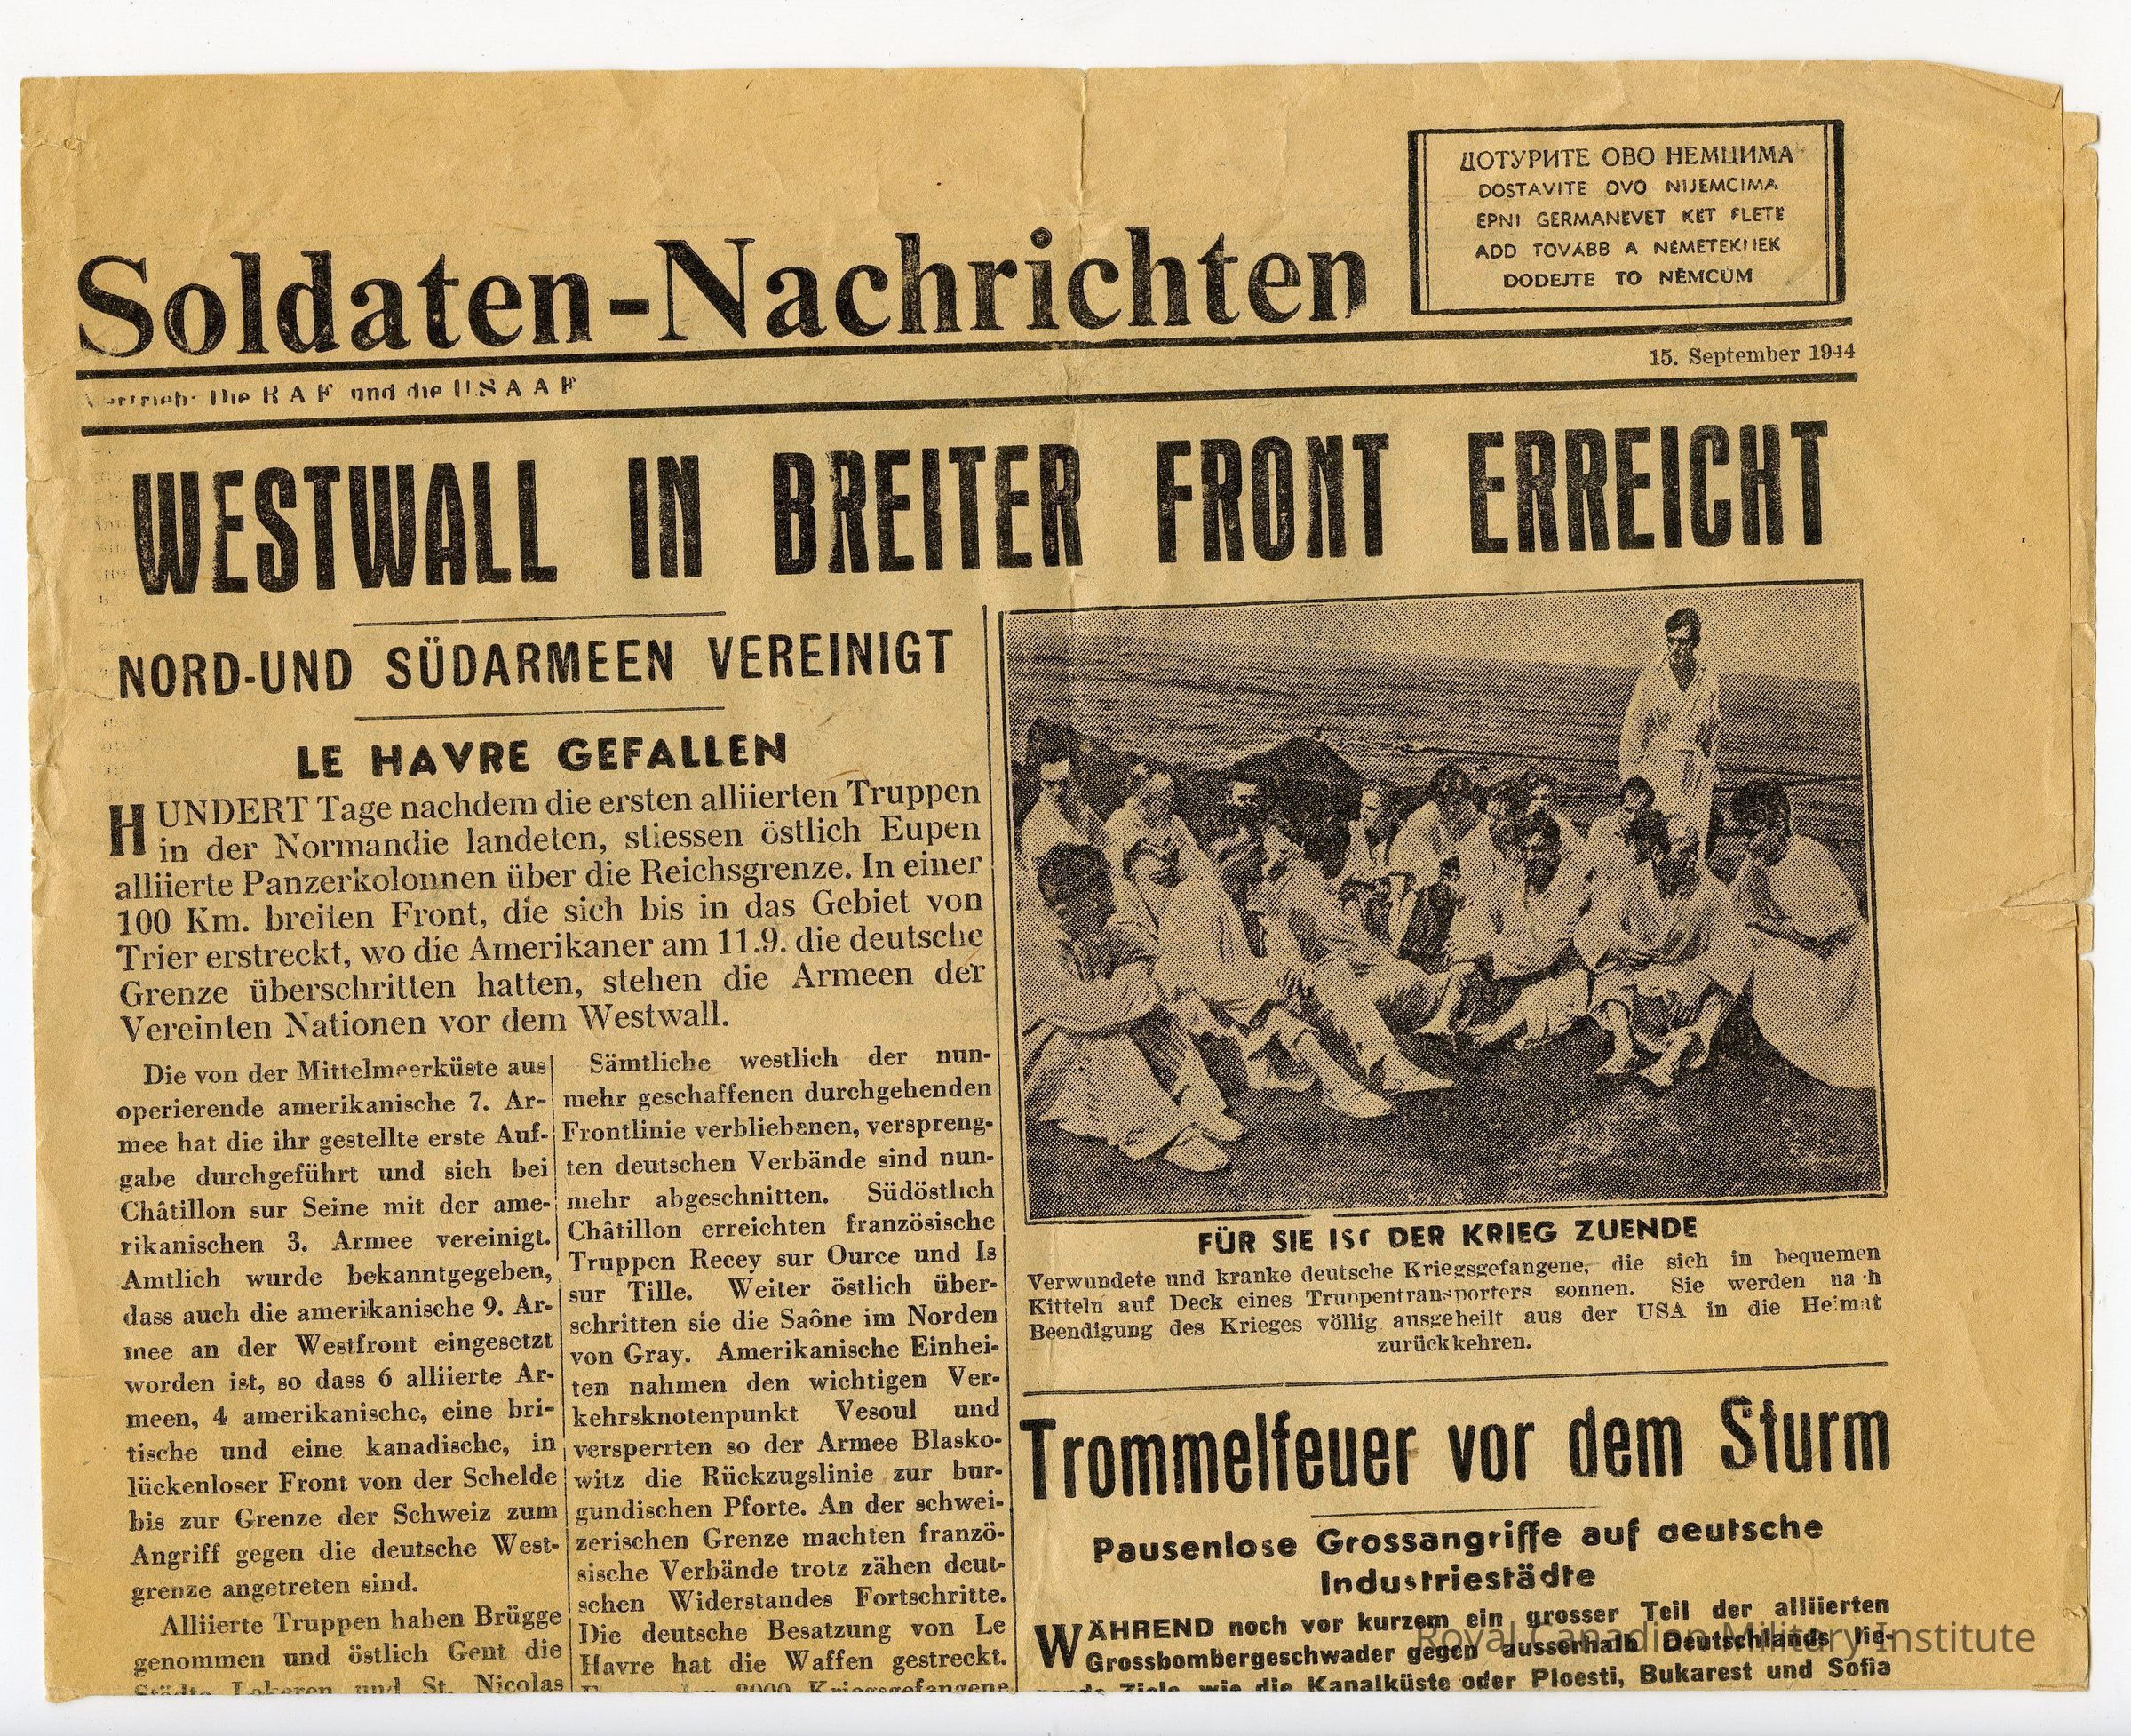 ДОТУРИТЕ ОВО НЕМЦИМА
DOSTAVITE OVO NIJEMCIMA
EPNI GERMANEVET KET FLETE
ADD TOVÁBB A NÉMETEKNEK
DODEJTE TO NĚMCŮM
Soldaten-Nachrichten
15. September 1944
Vertrieb: Die RAF und die USAAF
WESTWALL IN BREITER FRONT ERREICHT
NORD-UND SÜDARMEEN VEREINIGT
LE HAVRE GEFALLEN
HUNDERT Tage nachdem die ersten alliierten Truppen
in der Normandie landeten, stiessen östlich Eupen
alliierte Panzerkolonnen über die Reichsgrenze. In einer
100 Km. breiten Front, die sich bis in das Gebiet von
Trier erstreckt, wo die Amerikaner am 11.9. die deutsche
Grenze überschritten hatten, stehen die Armeen der
Vereinten Nationen vor dem Westwall.
Die von der Mittelmeerküste aus
operierende amerikanische 7. Ar-
mee hat die ihr gestellte erste Auf-
gabe durchgeführt und sich bei
Châtillon sur Seine mit der ame-
rikanischen 3. Armee vereinigt.
Amtlich wurde bekanntgegeben,
dass auch die amerikanische 9. Ar-
mee an der Westfront eingesetzt
worden ist, so dass 6 alliierte Ar-
meen, 4 amerikanische, eine bri-
tische und eine kanadische, in
lückenloser Front von der Schelde
bis zur Grenze der Schweiz zum
Angriff gegen die deutsche West-
grenze angetreten sind.
Alliierte Truppen haben Brügge
genommen und östlich Gent die
Städte Lokeren und St. Nicolas
Sämtliche westlich der nun-
mehr geschaffenen durchgehenden
Frontlinie verbliebenen, verspreng-
ten deutschen Verbände sind nun-
mehr abgeschnitten. Südöstlich
Châtillon erreichten französische
Truppen Recey sur Ource und Is
sur Tille. Weiter östlich über-
schritten sie die Saône im Norden
von Gray. Amerikanische Einhei-
ten nahmen den wichtigen Ver-
kehrsknotenpunkt Vesoul und
versperrten so der Armee Blasko-
witz die Rückzugslinie zur bur-
gundischen Pforte. An der schwei-
zerischen Grenze machten franzö-
sische Verbände trotz zähen deut-
schen Widerstandes Fortschritte.
Die deutsche Besatzung von Le
Havre hat die Waffen gestreckt.
Kriegsgefangene
FÜR SIE IST DER KRIEG ZUENDE
Verwundete und kranke deutsche Kriegsgefangene, die sich in bequemen
Kitteln auf Deck eines Truppentransporters sonnen. Sie werden nach
Beendigung des Krieges völlig ausgeheilt aus der USA in die Heimat
zurückkehren.
Trommelfeuer vor dem Sturm
Pausenlose Grossangriffe auf deutsche
Industriestädte
WÄHREND noch vor kurzem ein grosser Teil der alliierten
Grossbombergeschwader gegen ausserhalb Deutschlands lie-
gende Ziele wie die Kanalküste oder Ploesti, Bukarest und Sofia
Royal Canadian Military Institute